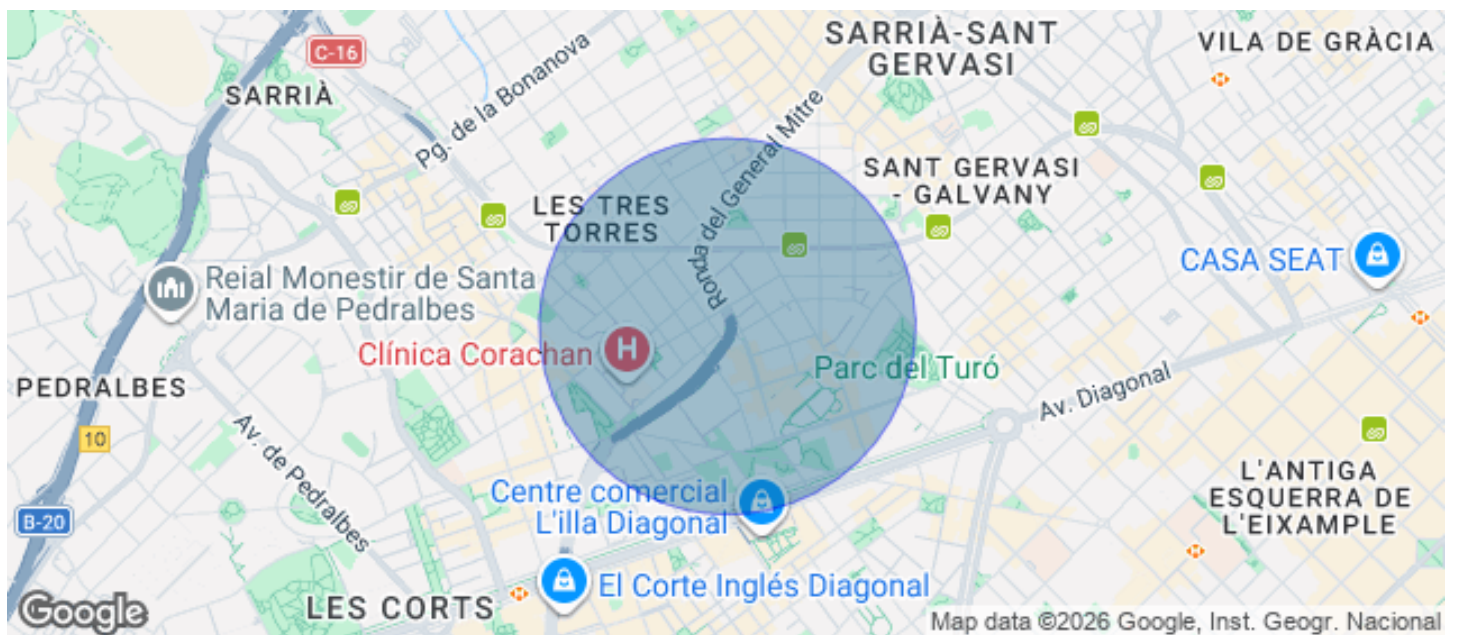 SARRIÀ-SANT
GERVASI
VILA DE GRÀCIA
C-16
SARRIÀ
Pg. de la Bonanova
Ronda del General Mitre
SANT GERVASI
- GALVANY
LES TRES
TORRES
CASA SEAT
Reial Monestir de Santa
Maria de Pedralbes
Clínica Corachan
H
Parc del Turó
PEDRALBES
Av. Diagonal
10
Av. de Pedralbes
L'ANTIGA
ESQUERRA DE
L'EIXAMPLE
Centre comercial
L'illa Diagonal
B-20
El Corte Inglés Diagonal
LES CORTS
Google
Map data ©2026 Google, Inst. Geogr. Nacional